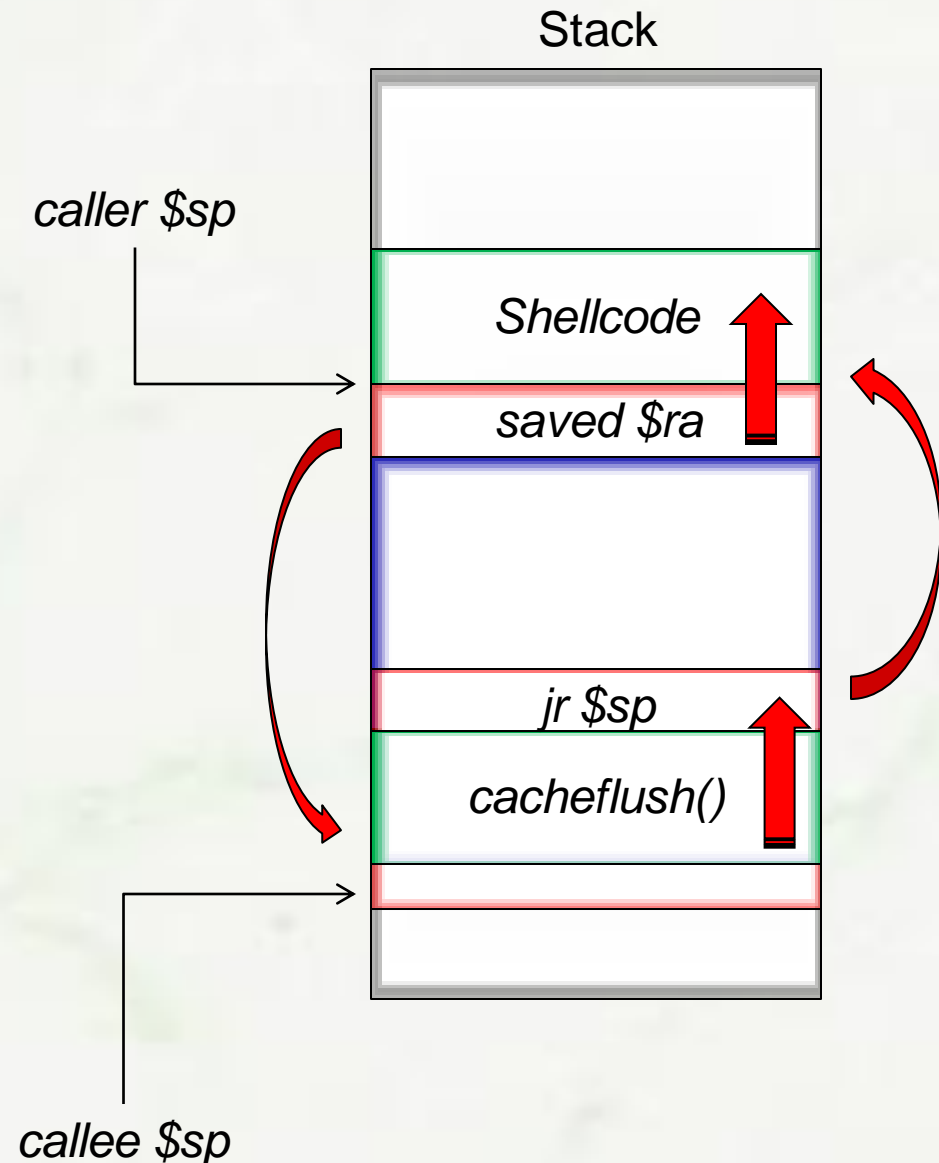 Stack
caller $sp
Shellcode
saved $ra
jr $sp
cacheflush()
callee $sp